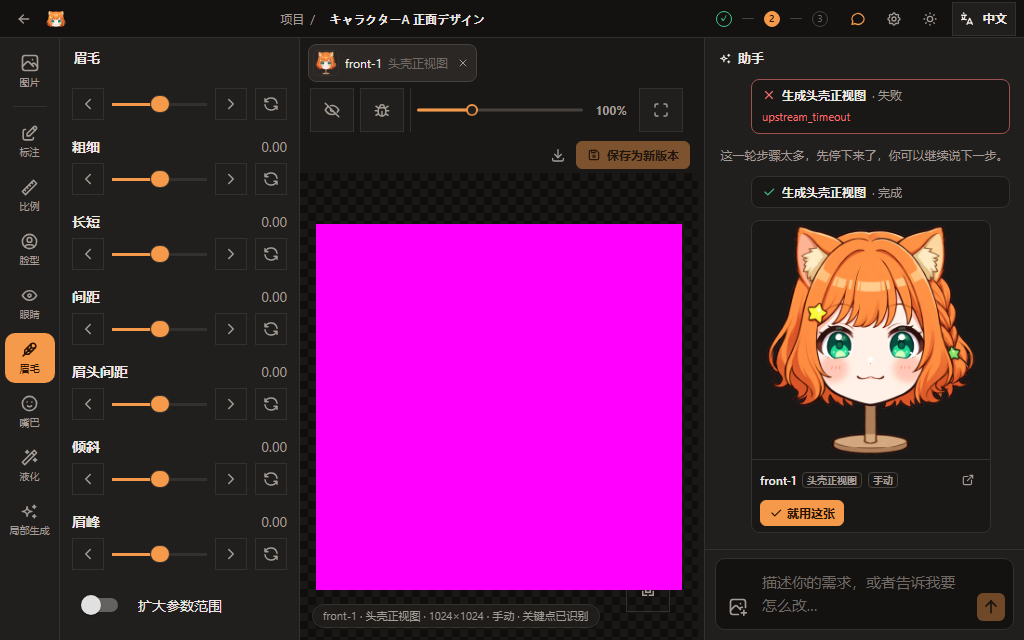 项目 / キャラクターA 正面デザイン
2
3
中文
图片
标注
比例
脸型
眼睛
眉毛
嘴巴
液化
局部生成
眉毛
粗细 0.00
长短 0.00
间距 0.00
眉头间距 0.00
倾斜 0.00
眉峰 0.00
扩大参数范围
front-1 头壳正视图
100%
保存为新版本
front-1 · 头壳正视图 · 1024×1024 · 手动 · 关键点已识别
助手
生成头壳正视图 · 失败
upstream_timeout
这一轮步骤太多，先停下来了，你可以继续说下一步。
生成头壳正视图 · 完成
front-1 头壳正视图 手动
就用这张
描述你的需求，或者告诉我要
怎么改...